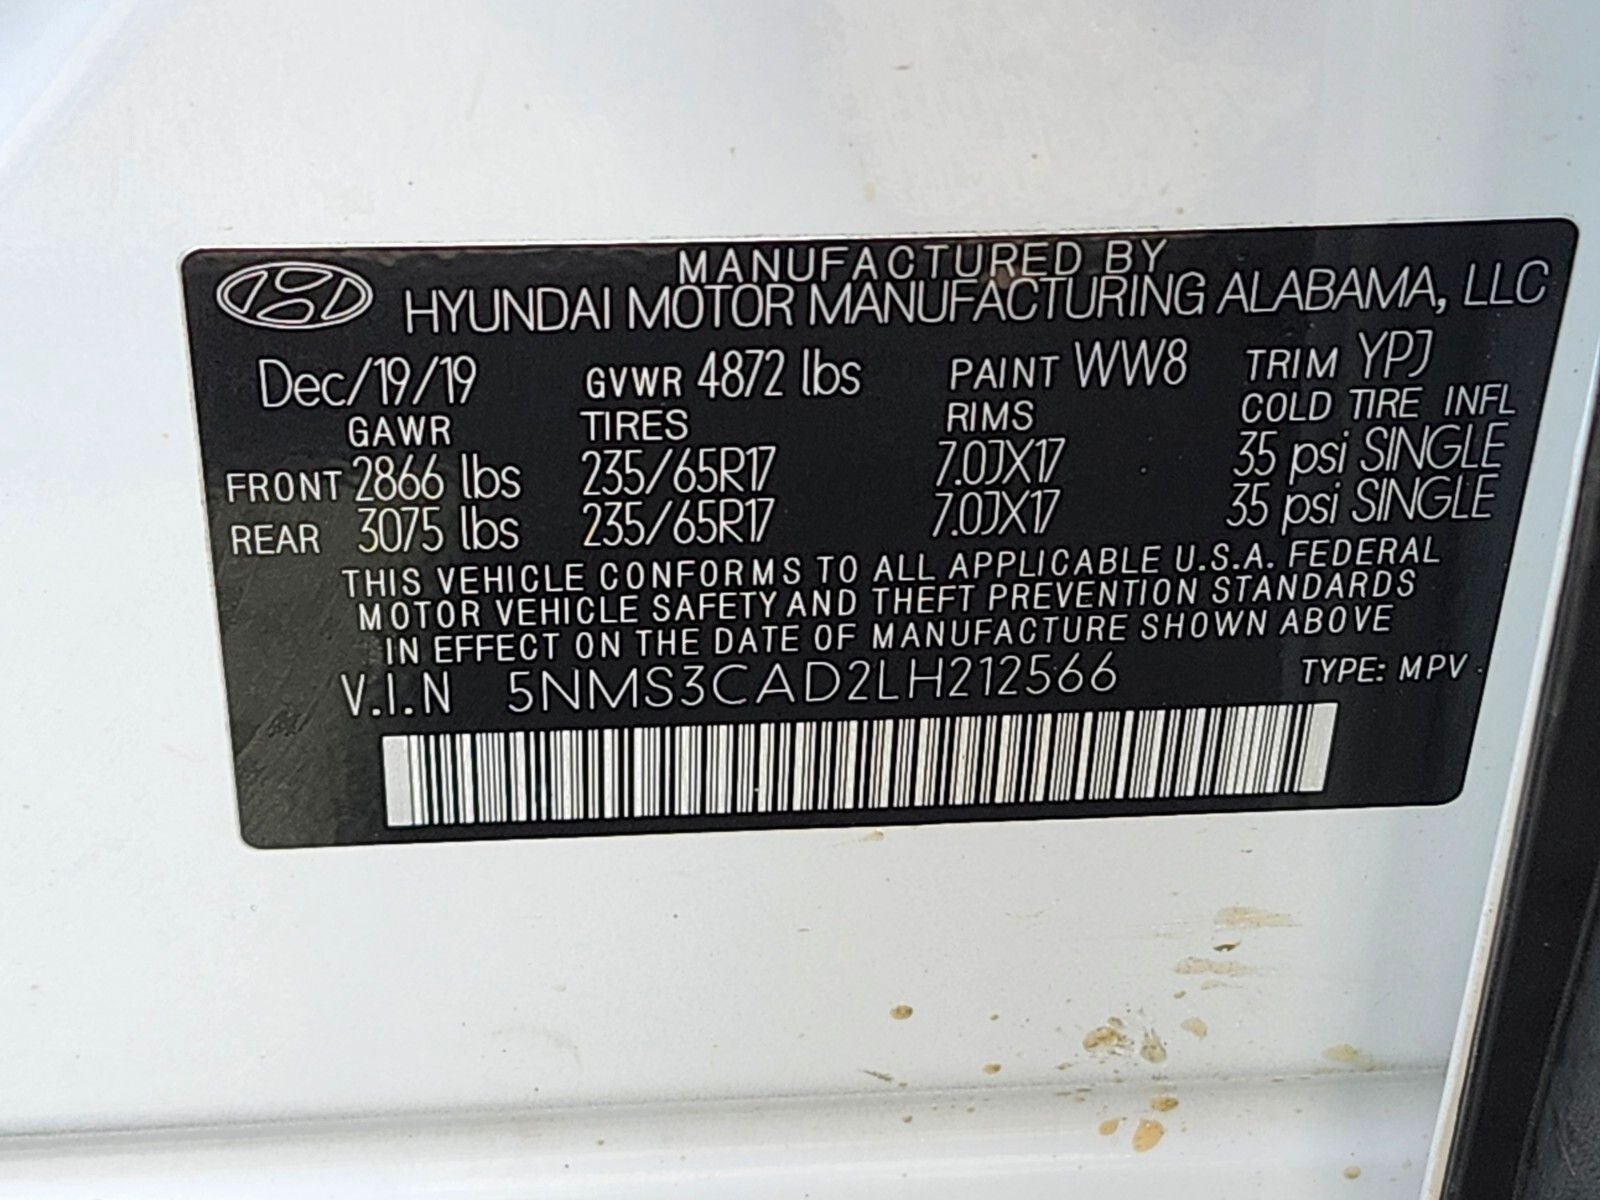 MANUFACTURED BY
HYUNDAI MOTOR MANUFACTURING ALABAMA, LLC
Dec/19/19 GVWR 4872 lbs PAINT WW8 TRIM YPJ
GAWR TIRES RIMS COLD TIRE INFL
FRONT 2866 lbs 235/65R17 7.0JX17 35 psi SINGLE
REAR 3075 lbs 235/65R17 7.0JX17 35 psi SINGLE
THIS VEHICLE CONFORMS TO ALL APPLICABLE U.S.A. FEDERAL
MOTOR VEHICLE SAFETY AND THEFT PREVENTION STANDARDS
IN EFFECT ON THE DATE OF MANUFACTURE SHOWN ABOVE
V.I.N 5NMS3CAD2LH212566 TYPE: MPV